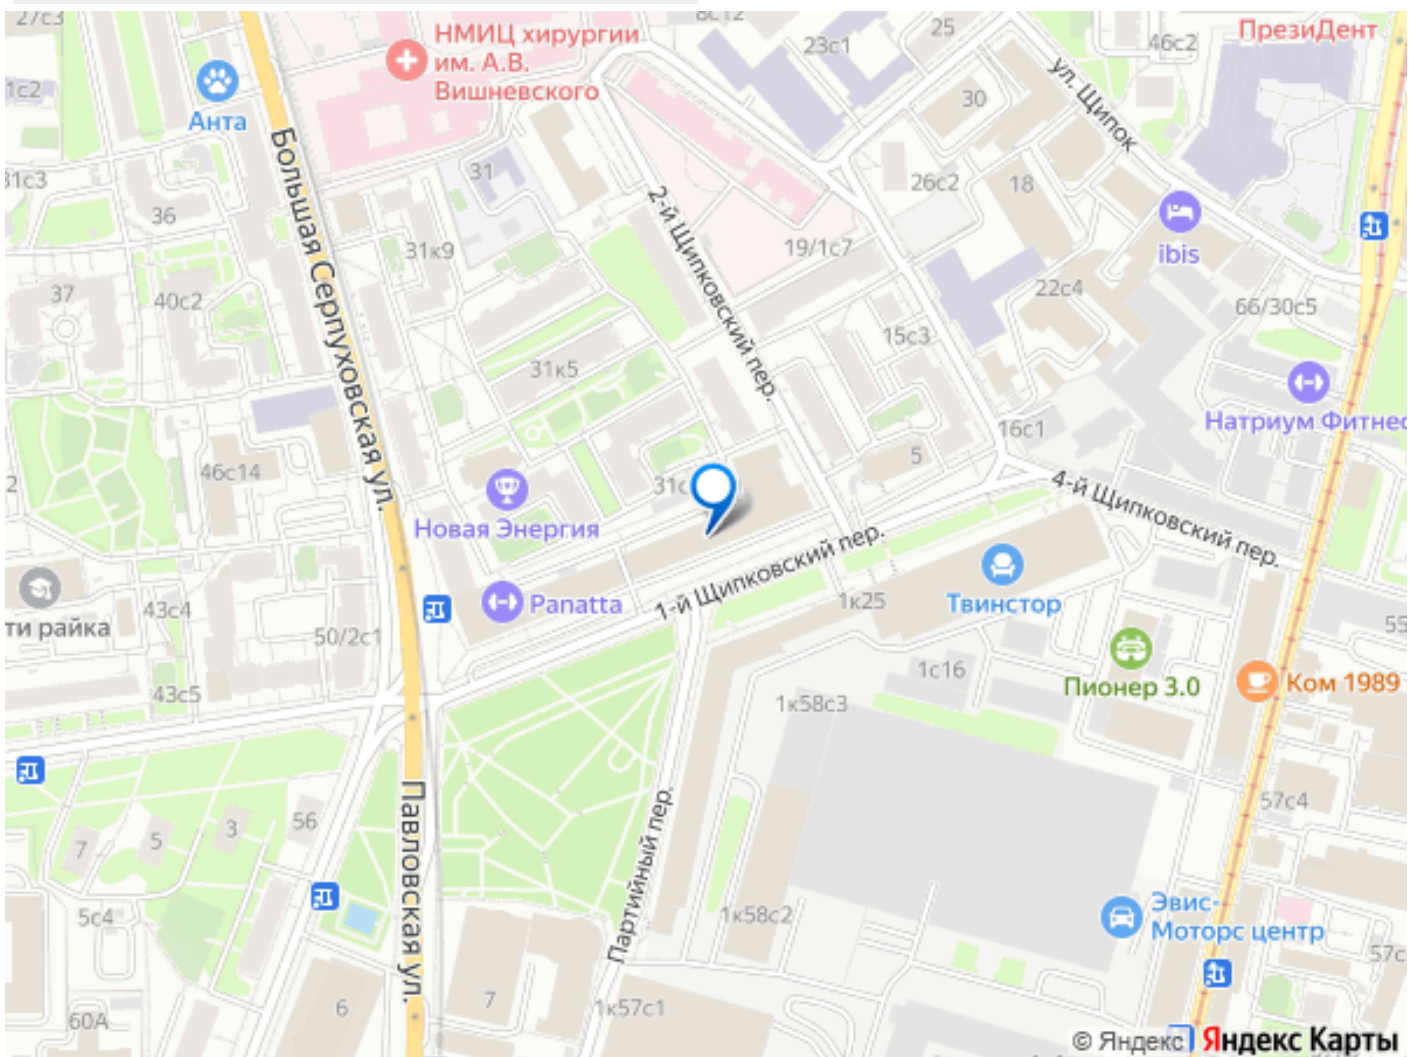 27с3
8с12
НМИЦ хирургии
им. А.В.
Вишневского
23с1
25
46с2
ПрезиДент
1с2
Анта
30
ул. Щипок
Большая Серпуховская ул.
31
31с3
36
2-й Щипковский пер.
26с2
18
ibis
31к9
19/1с7
37
40с2
22с4
66/30с5
15с3
31к5
Натриум Фитнес
16с1
46с14
5
2
4-й Щипковский пер.
Новая Энергия
1-й Щипковский пер.
Panatta
1к25
Твинстор
43с4
ти райка
50/2с1
55
1с16
Пионер 3.0
Ком 1989
43с5
1к58с3
Павловская ул.
57с4
56
3
5
7
Партийный пер.
5с4
1к58с2
Эвис-
Моторс центр
57с
6
7
1к57с1
60А
© Яндекс
Яндекс Карты